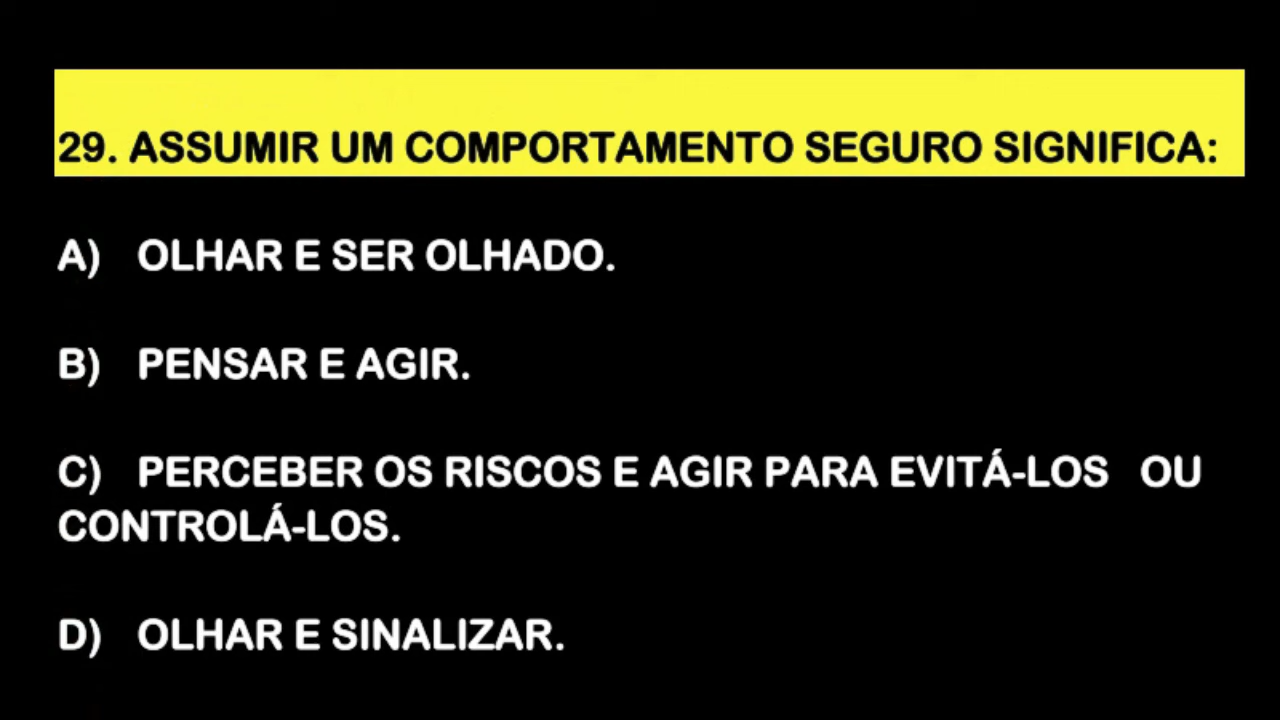 29. ASSUMIR UM COMPORTAMENTO SEGURO SIGNIFICA:
A) OLHAR E SER OLHADO.
B) PENSAR E AGIR.
C) PERCEBER OS RISCOS E AGIR PARA EVITÁ-LOS OU
CONTROLÁ-LOS.
D) OLHAR E SINALIZAR.